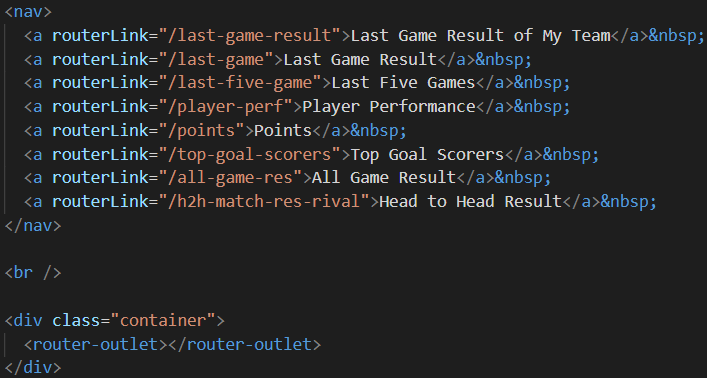 <nav>
  <a routerLink="/last-game-result">Last Game Result of My Team</a>&nbsp;
  <a routerLink="/last-game">Last Game Result</a>&nbsp;
  <a routerLink="/last-five-game">Last Five Games</a>&nbsp;
  <a routerLink="/player-perf">Player Performance</a>&nbsp;
  <a routerLink="/points">Points</a>&nbsp;
  <a routerLink="/top-goal-scorers">Top Goal Scorers</a>&nbsp;
  <a routerLink="/all-game-res">All Game Result</a>&nbsp;
  <a routerLink="/h2h-match-res-rival">Head to Head Result</a>&nbsp;
</nav>

<br />

<div class="container">
  <router-outlet></router-outlet>
</div>